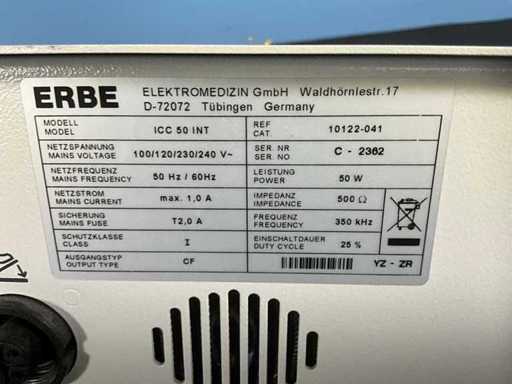 ERBE ELEKTROMEDIZIN GmbH Waldhörnlestr.17
D-72072 Tübingen Germany
MODELL
MODEL
ICC 50 INT
REF
CAT.
10122-041
NETZSPANNUNG
MAINS VOLTAGE
100/120/230/240 V~
SER. NR
SER. NO
C - 2362
NETZFREQUENZ
MAINS FREQUENCY
50 Hz / 60Hz
LEISTUNG
POWER
50 W
NETZSTROM
MAINS CURRENT
max. 1,0 A
IMPEDANZ
IMPEDANCE
500 Ω
SICHERUNG
MAINS FUSE
T2,0 A
FREQUENZ
FREQUENCY
350 kHz
SCHUTZKLASSE
CLASS
I
EINSCHALTDAUER
DUTY CYCLE
25 %
AUSGANGSTYP
OUTPUT TYPE
CF
YZ - ZR